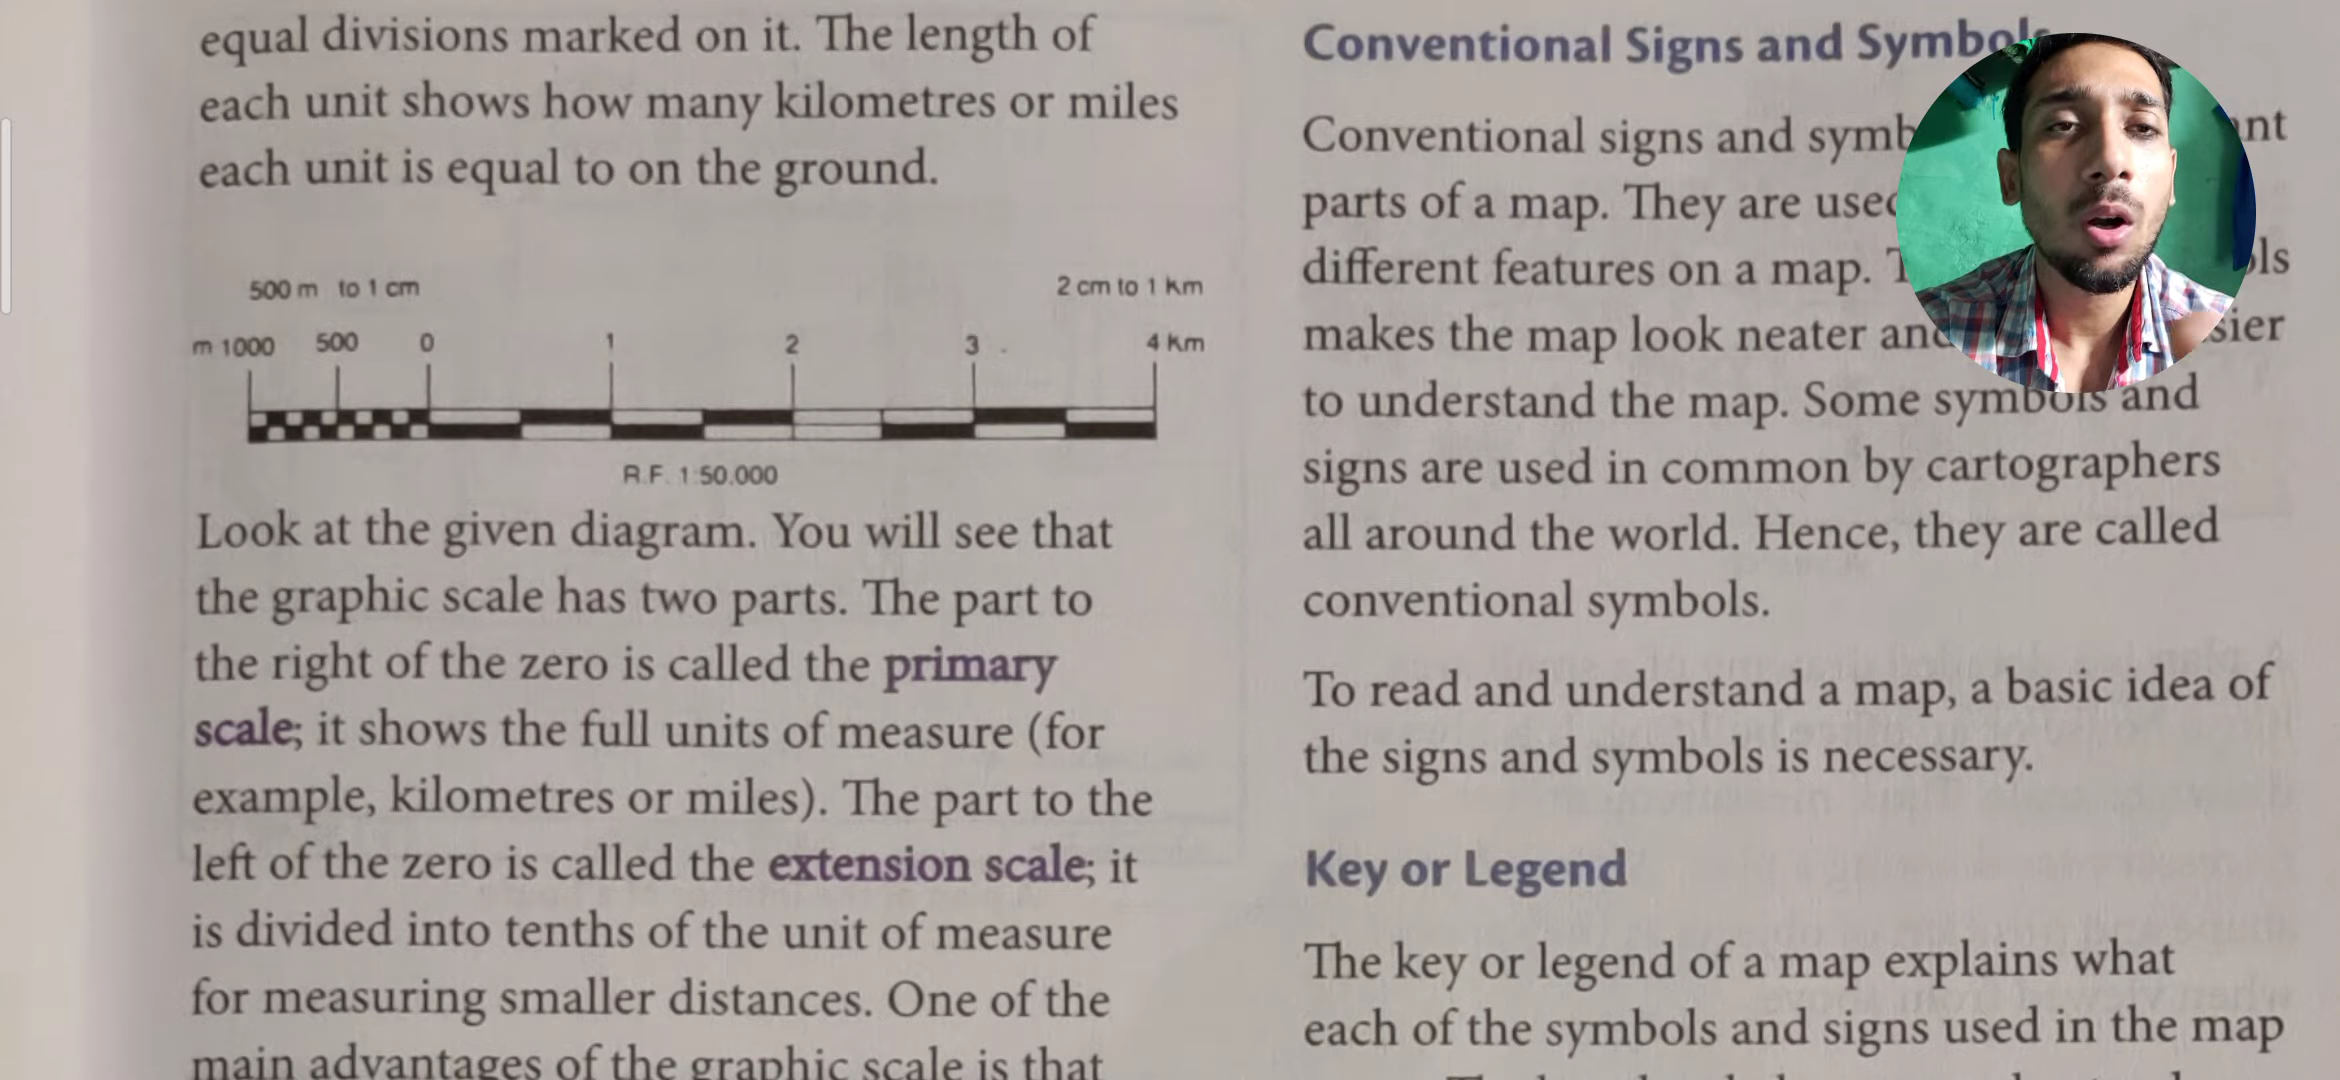 equal divisions marked on it. The length of
each unit shows how many kilometres or miles
each unit is equal to on the ground.
500 m to 1 cm
2 cm to 1 Km
m 1000 500 0 1 2 3 4 Km
R.F. 1:50.000
Look at the given diagram. You will see that
the graphic scale has two parts. The part to
the right of the zero is called the primary
scale; it shows the full units of measure (for
example, kilometres or miles). The part to the
left of the zero is called the extension scale; it
is divided into tenths of the unit of measure
for measuring smaller distances. One of the
main advantages of the graphic scale is that
Conventional Signs and Symbols
Conventional signs and
parts of a map. They are
different features on a map.
makes the map look neater
to understand the map. Some symbols and
signs are used in common by cartographers
all around the world. Hence, they are called
conventional symbols.
To read and understand a map, a basic idea of
the signs and symbols is necessary.
Key or Legend
The key or legend of a map explains what
each of the symbols and signs used in the map